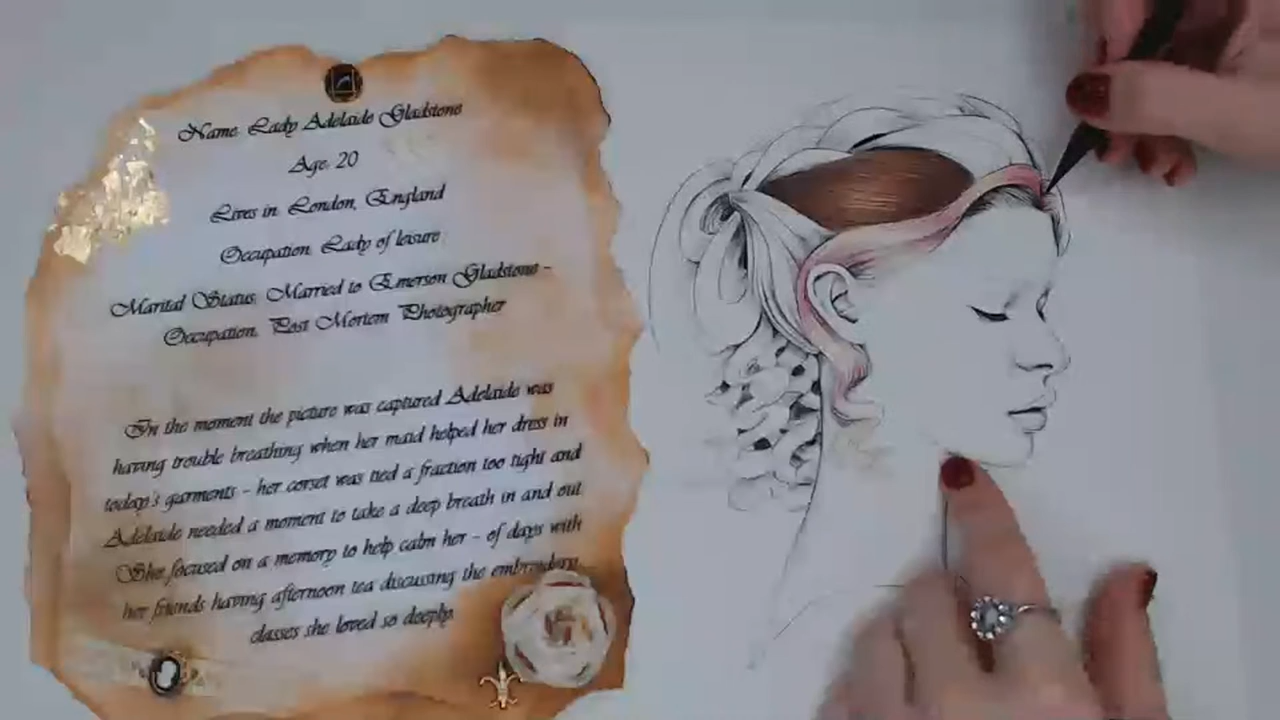 Name: Lady Adelaide Gladstone
Age: 20
Lives in: London, England
Occupation: Lady of leisure
Marital Status: Married to Emerson Gladstone -
Occupation: Post Mortem Photographer
In the moment the picture was captured Adelaide was
having trouble breathing when her maid helped her dress in
today's garments - her corset was tied a fraction too tight and
Adelaide needed a moment to take a deep breath in and out.
She focused on a memory to help calm her - of days with
her friends having afternoon tea discussing the embroidery
classes she loved so deeply.